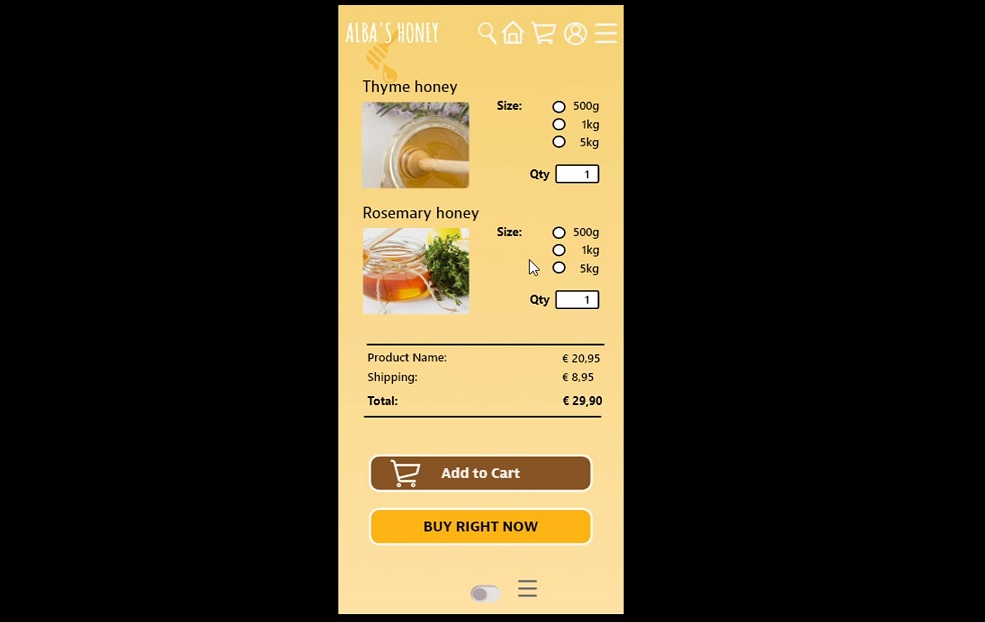 ALBA'S HONEY
Thyme honey
Size: 500g
1kg
5kg
Qty 1
Rosemary honey
Size: 500g
1kg
5kg
Qty 1
Product Name: € 20,95
Shipping: € 8,95
Total: € 29,90
Add to Cart
BUY RIGHT NOW